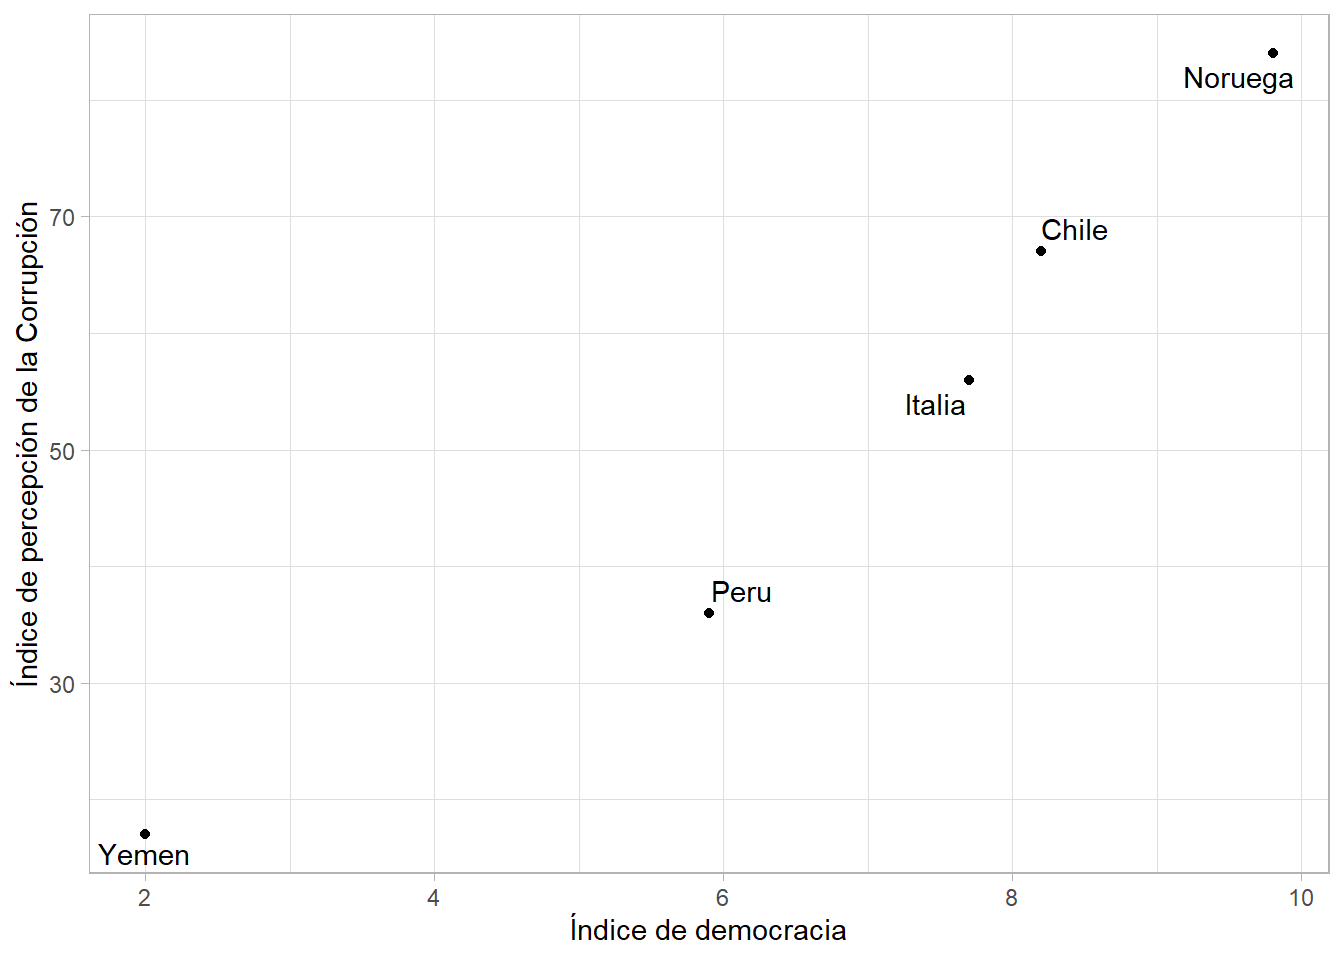 Noruega
Índice de percepción de la Corrupción
70
Chile
Italia
50
Peru
30
Yemen
2
4
6
8
10
Índice de democracia